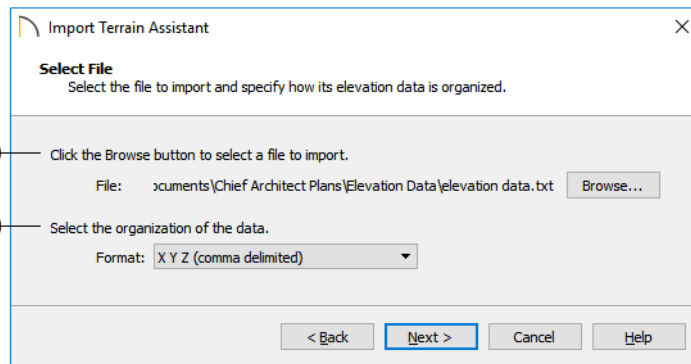 Import Terrain Assistant
Select File
Select the file to import and specify how its elevation data is organized.
Click the Browse button to select a file to import.
File: ocuments\Chief Architect Plans\Elevation Data\elevation data.txt Browse...
Select the organization of the data.
Format: X Y Z (comma delimited)
< Back Next > Cancel Help